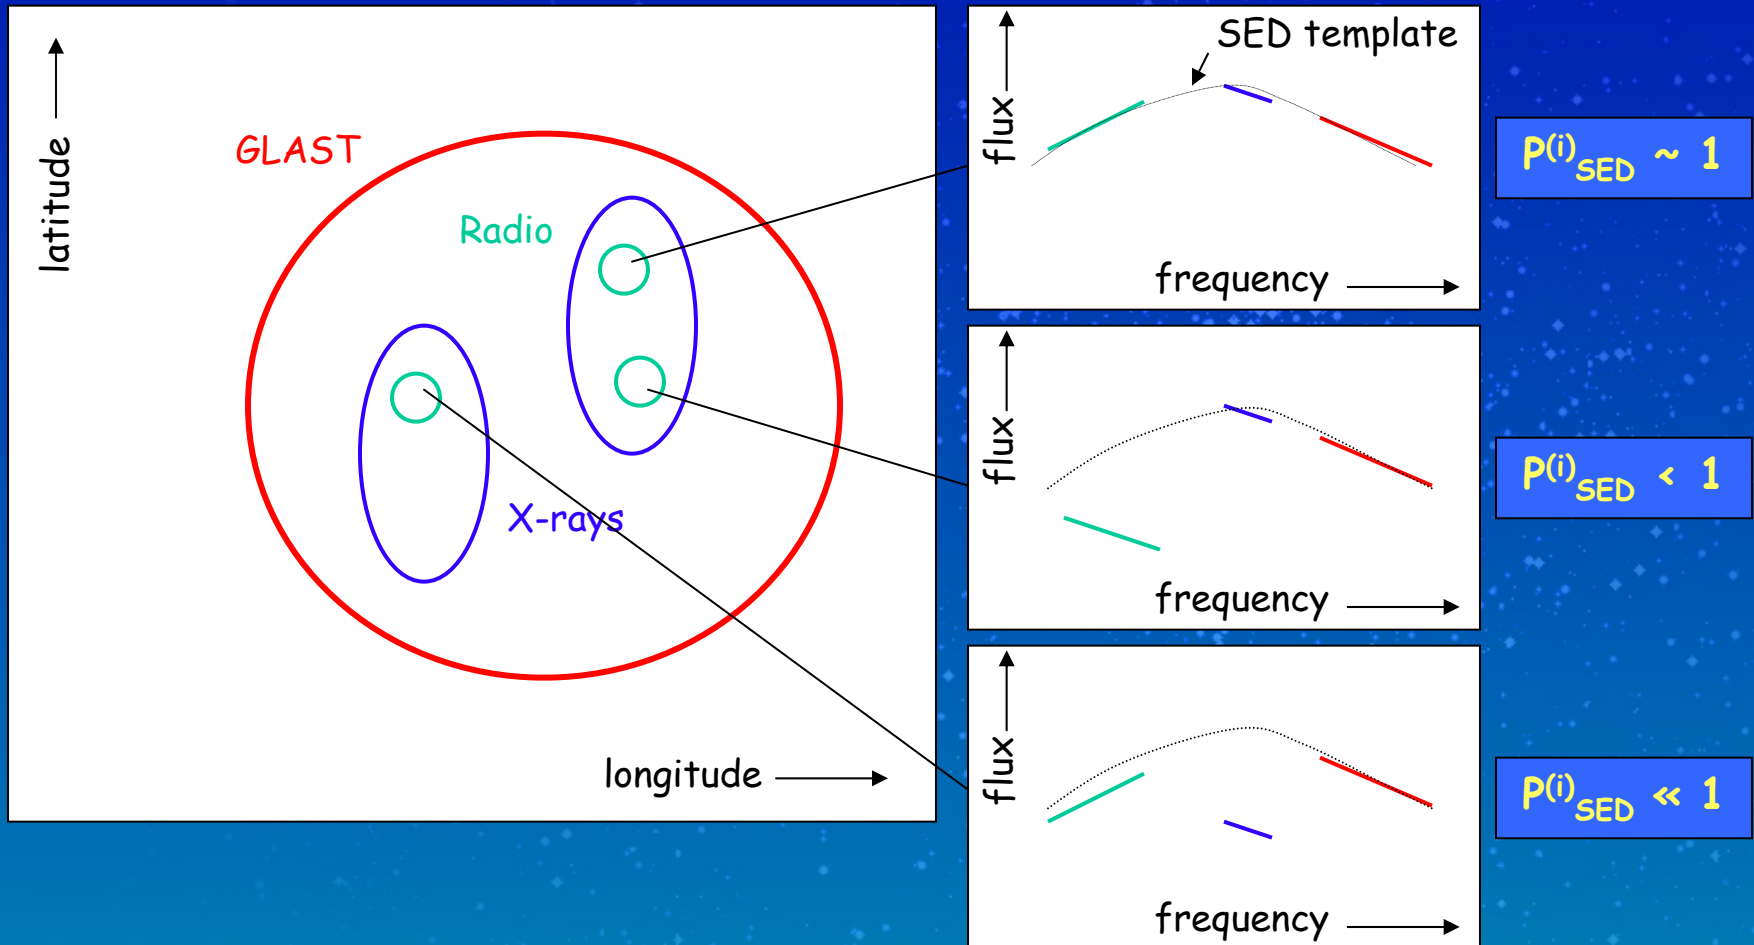 latitude
GLAST
Radio
X-rays
longitude
SED template
flux
frequency
P(i)SED ~ 1
flux
frequency
P(i)SED < 1
flux
frequency
P(i)SED << 1